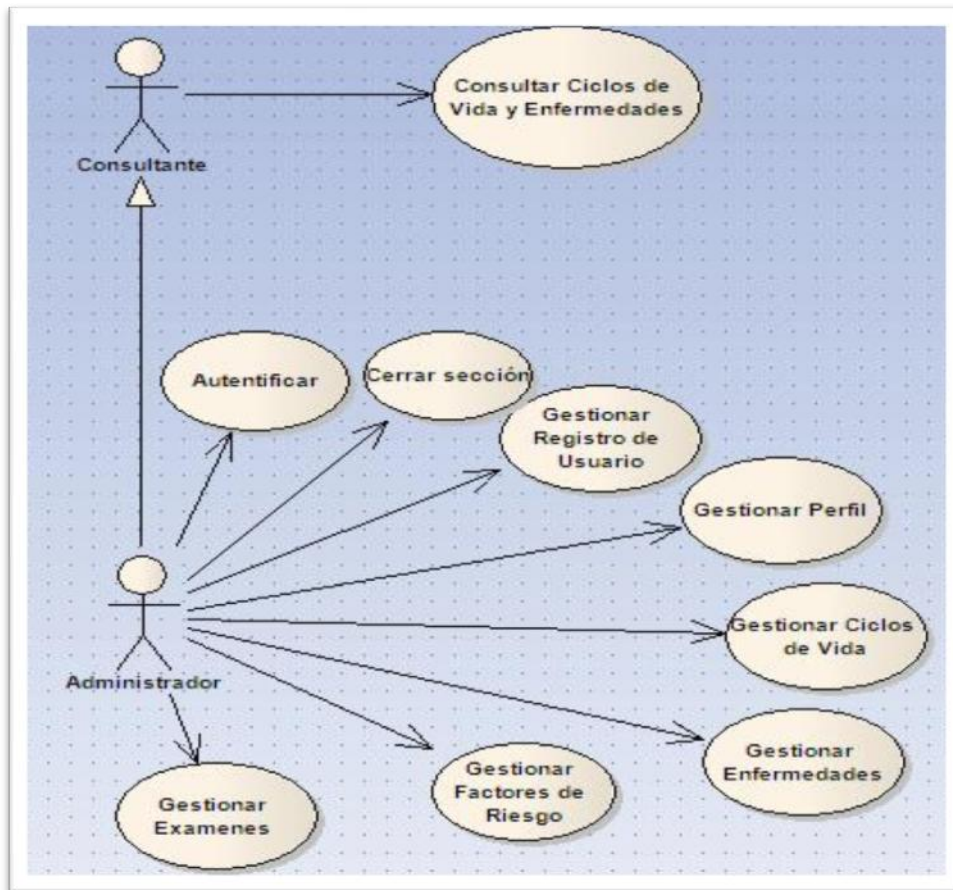 Consultar Ciclos de
Vida y Enfermedades
Consultante
Autentificar
Cerrar sección
Gestionar
Registro de
Usuario
Gestionar Perfil
Gestionar Ciclos
de Vida
Administrador
Gestionar
Enfermedades
Gestionar
Factores de
Riesgo
Gestionar
Examenes